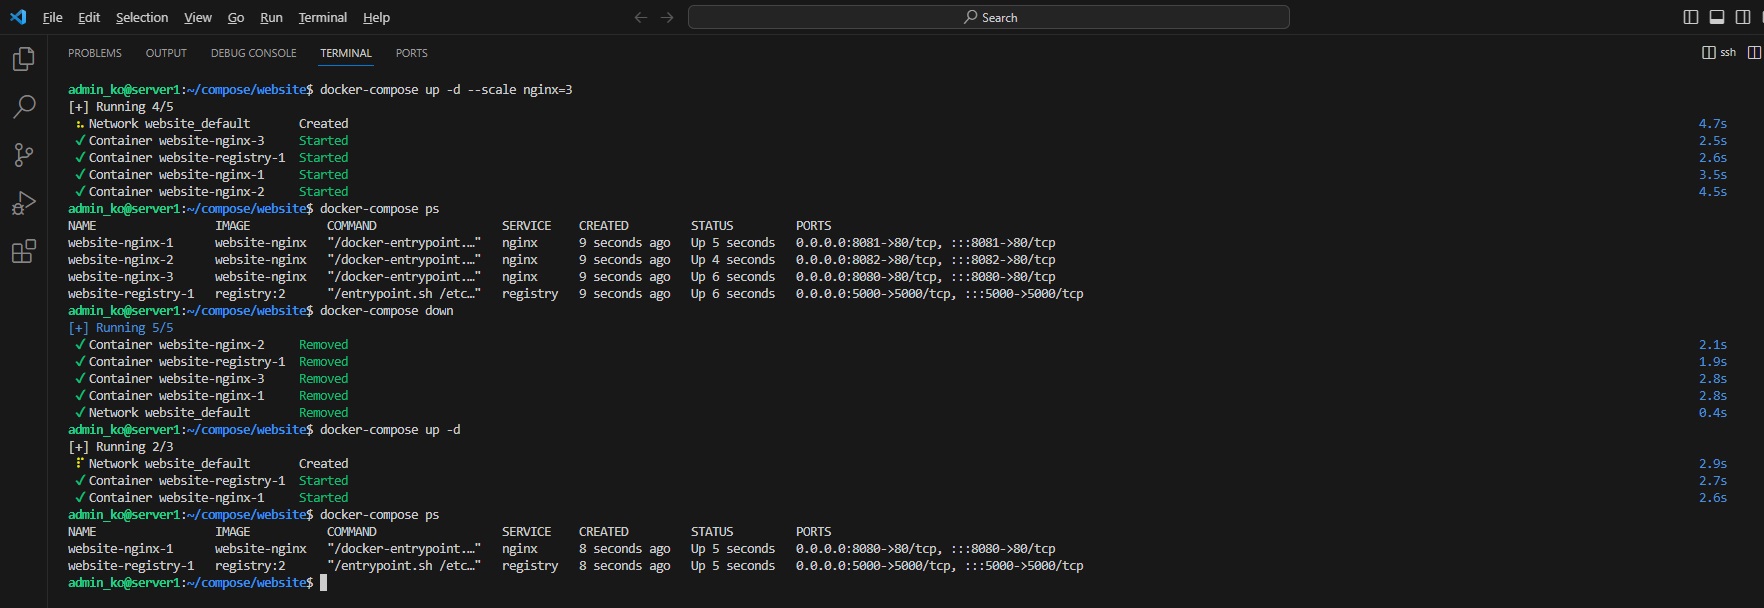 File Edit Selection View Go Run Terminal Help Search
PROBLEMS OUTPUT DEBUG CONSOLE TERMINAL PORTS ssh
admin_ko@server1:~/compose/website$ docker-compose up -d --scale nginx=3
[+] Running 4/5
Network website_default Created 4.7s
✓Container website-nginx-3 Started 2.5s
✓Container website-registry-1 Started 2.6s
✓Container website-nginx-1 Started 3.5s
✓Container website-nginx-2 Started 4.5s
admin_ko@server1:~/compose/website$ docker-compose ps
NAME IMAGE COMMAND SERVICE CREATED STATUS PORTS
website-nginx-1 website-nginx "/docker-entrypoint.…" nginx 9 seconds ago Up 5 seconds 0.0.0.0:8081->80/tcp, :::8081->80/tcp
website-nginx-2 website-nginx "/docker-entrypoint.…" nginx 9 seconds ago Up 4 seconds 0.0.0.0:8082->80/tcp, :::8082->80/tcp
website-nginx-3 website-nginx "/docker-entrypoint.…" nginx 9 seconds ago Up 6 seconds 0.0.0.0:8080->80/tcp, :::8080->80/tcp
website-registry-1 registry:2 "/entrypoint.sh /etc…" registry 9 seconds ago Up 6 seconds 0.0.0.0:5000->5000/tcp, :::5000->5000/tcp
admin_ko@server1:~/compose/website$ docker-compose down
[+] Running 5/5
✓Container website-nginx-2 Removed 2.1s
✓Container website-registry-1 Removed 1.9s
✓Container website-nginx-3 Removed 2.8s
✓Container website-nginx-1 Removed 2.8s
✓Network website_default Removed 0.4s
admin_ko@server1:~/compose/website$ docker-compose up -d
[+] Running 2/3
Network website_default Created 2.9s
✓Container website-registry-1 Started 2.7s
✓Container website-nginx-1 Started 2.6s
admin_ko@server1:~/compose/website$ docker-compose ps
NAME IMAGE COMMAND SERVICE CREATED STATUS PORTS
website-nginx-1 website-nginx "/docker-entrypoint.…" nginx 8 seconds ago Up 5 seconds 0.0.0.0:8080->80/tcp, :::8080->80/tcp
website-registry-1 registry:2 "/entrypoint.sh /etc…" registry 8 seconds ago Up 5 seconds 0.0.0.0:5000->5000/tcp, :::5000->5000/tcp
admin_ko@server1:~/compose/website$